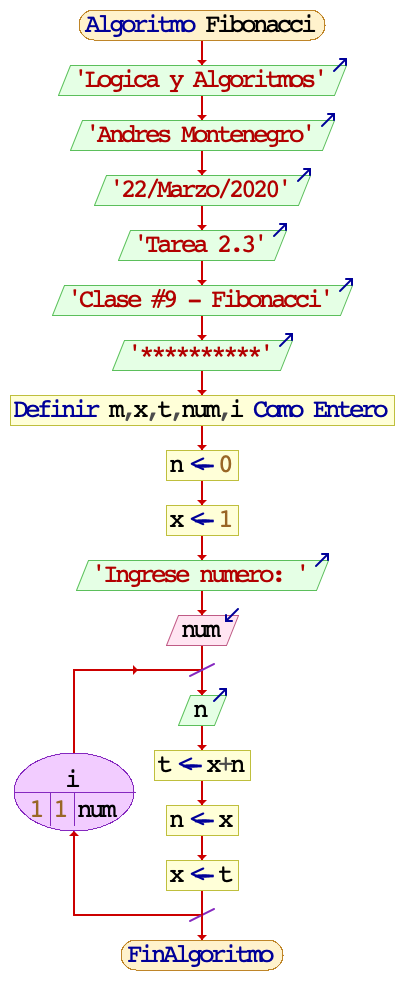 Algoritmo Fibonacci
'Logica y Algoritmos'
'Andres Montenegro'
'22/Marzo/2020'
'Tarea 2.3'
'Clase #9 - Fibonacci'
'**********'
Definir m,x,t,num,i Como Entero
n ← 0
x ← 1
'Ingrese numero: '
num
n
t ← x+n
i
1 1 num
n ← x
x ← t
FinAlgoritmo